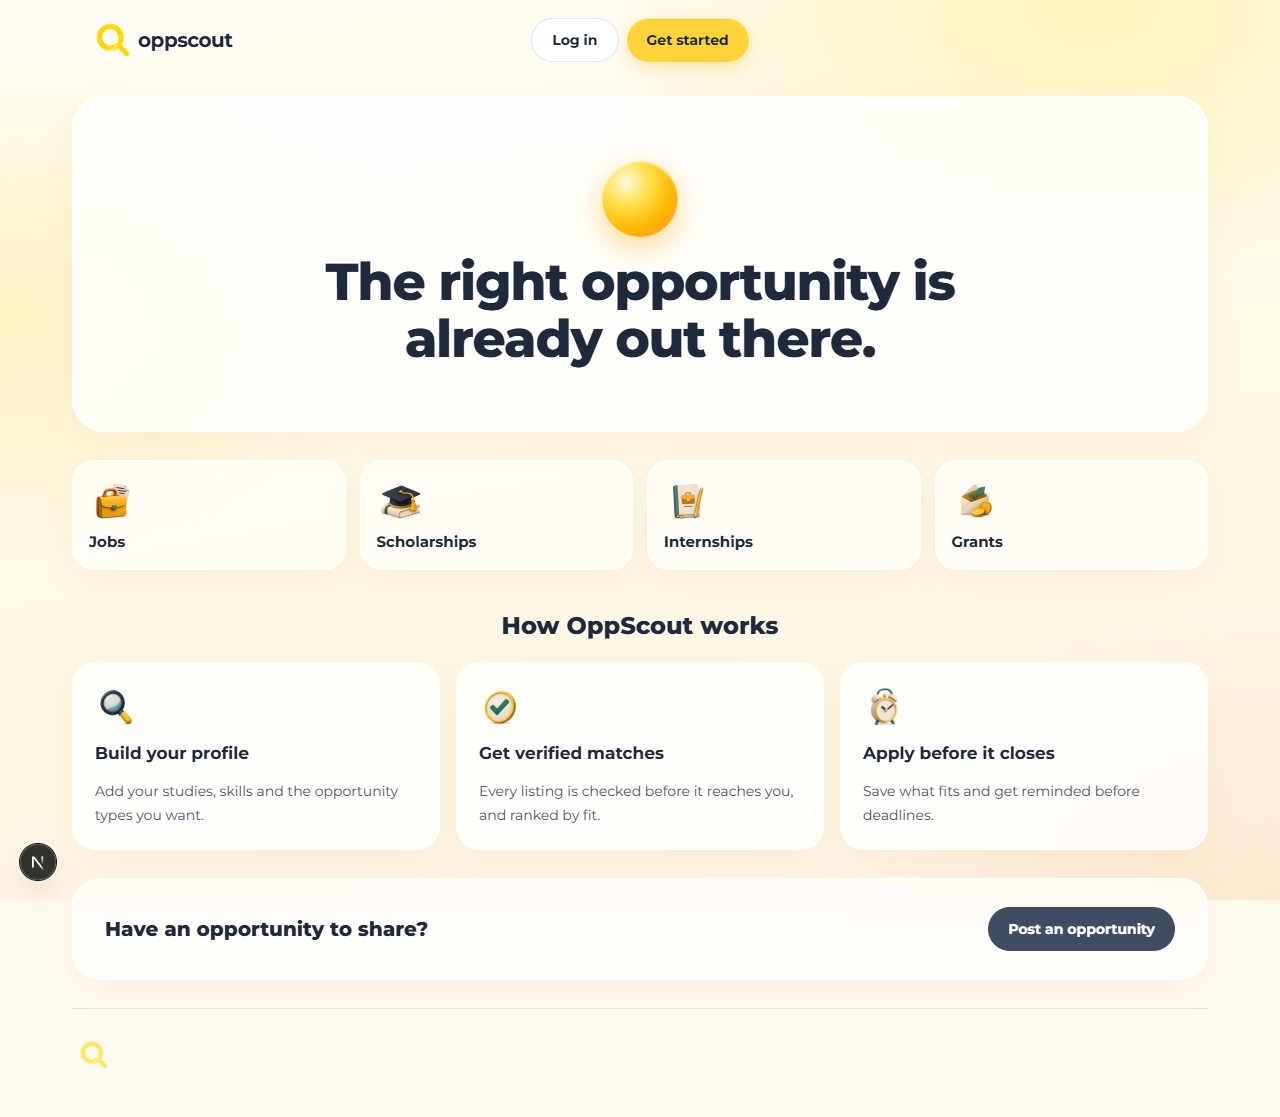 oppscout
Log in
Get started
The right opportunity is
already out there.
Jobs
Scholarships
Internships
Grants
How OppScout works
Build your profile
Add your studies, skills and the opportunity
types you want.
Get verified matches
Every listing is checked before it reaches you,
and ranked by fit.
Apply before it closes
Save what fits and get reminded before
deadlines.
N
Have an opportunity to share?
Post an opportunity